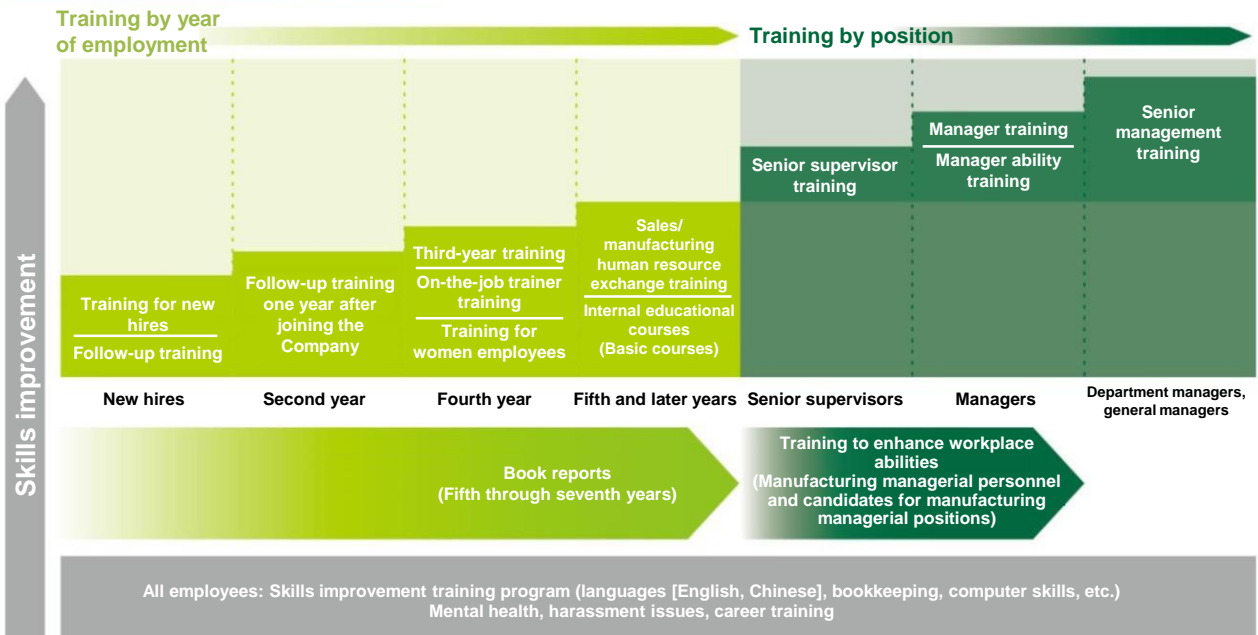 Training by year
of employment
Training by position
Skills improvement
Training for new
hires
Follow-up training
Follow-up training
one year after
joining the
Company
Third-year training
On-the-job trainer
training
Training for
women employees
Sales/
manufacturing
human resource
exchange training
Internal educational
courses
(Basic courses)
Senior supervisor
training
Manager training
Manager ability
training
Senior
management
training
New hires
Second year
Fourth year
Fifth and later years
Senior supervisors
Managers
Department managers,
general managers
Book reports
(Fifth through seventh years)
Training to enhance workplace
abilities
(Manufacturing managerial personnel
and candidates for manufacturing
managerial positions)
All employees: Skills improvement training program (languages [English, Chinese], bookkeeping, computer skills, etc.)
Mental health, harassment issues, career training